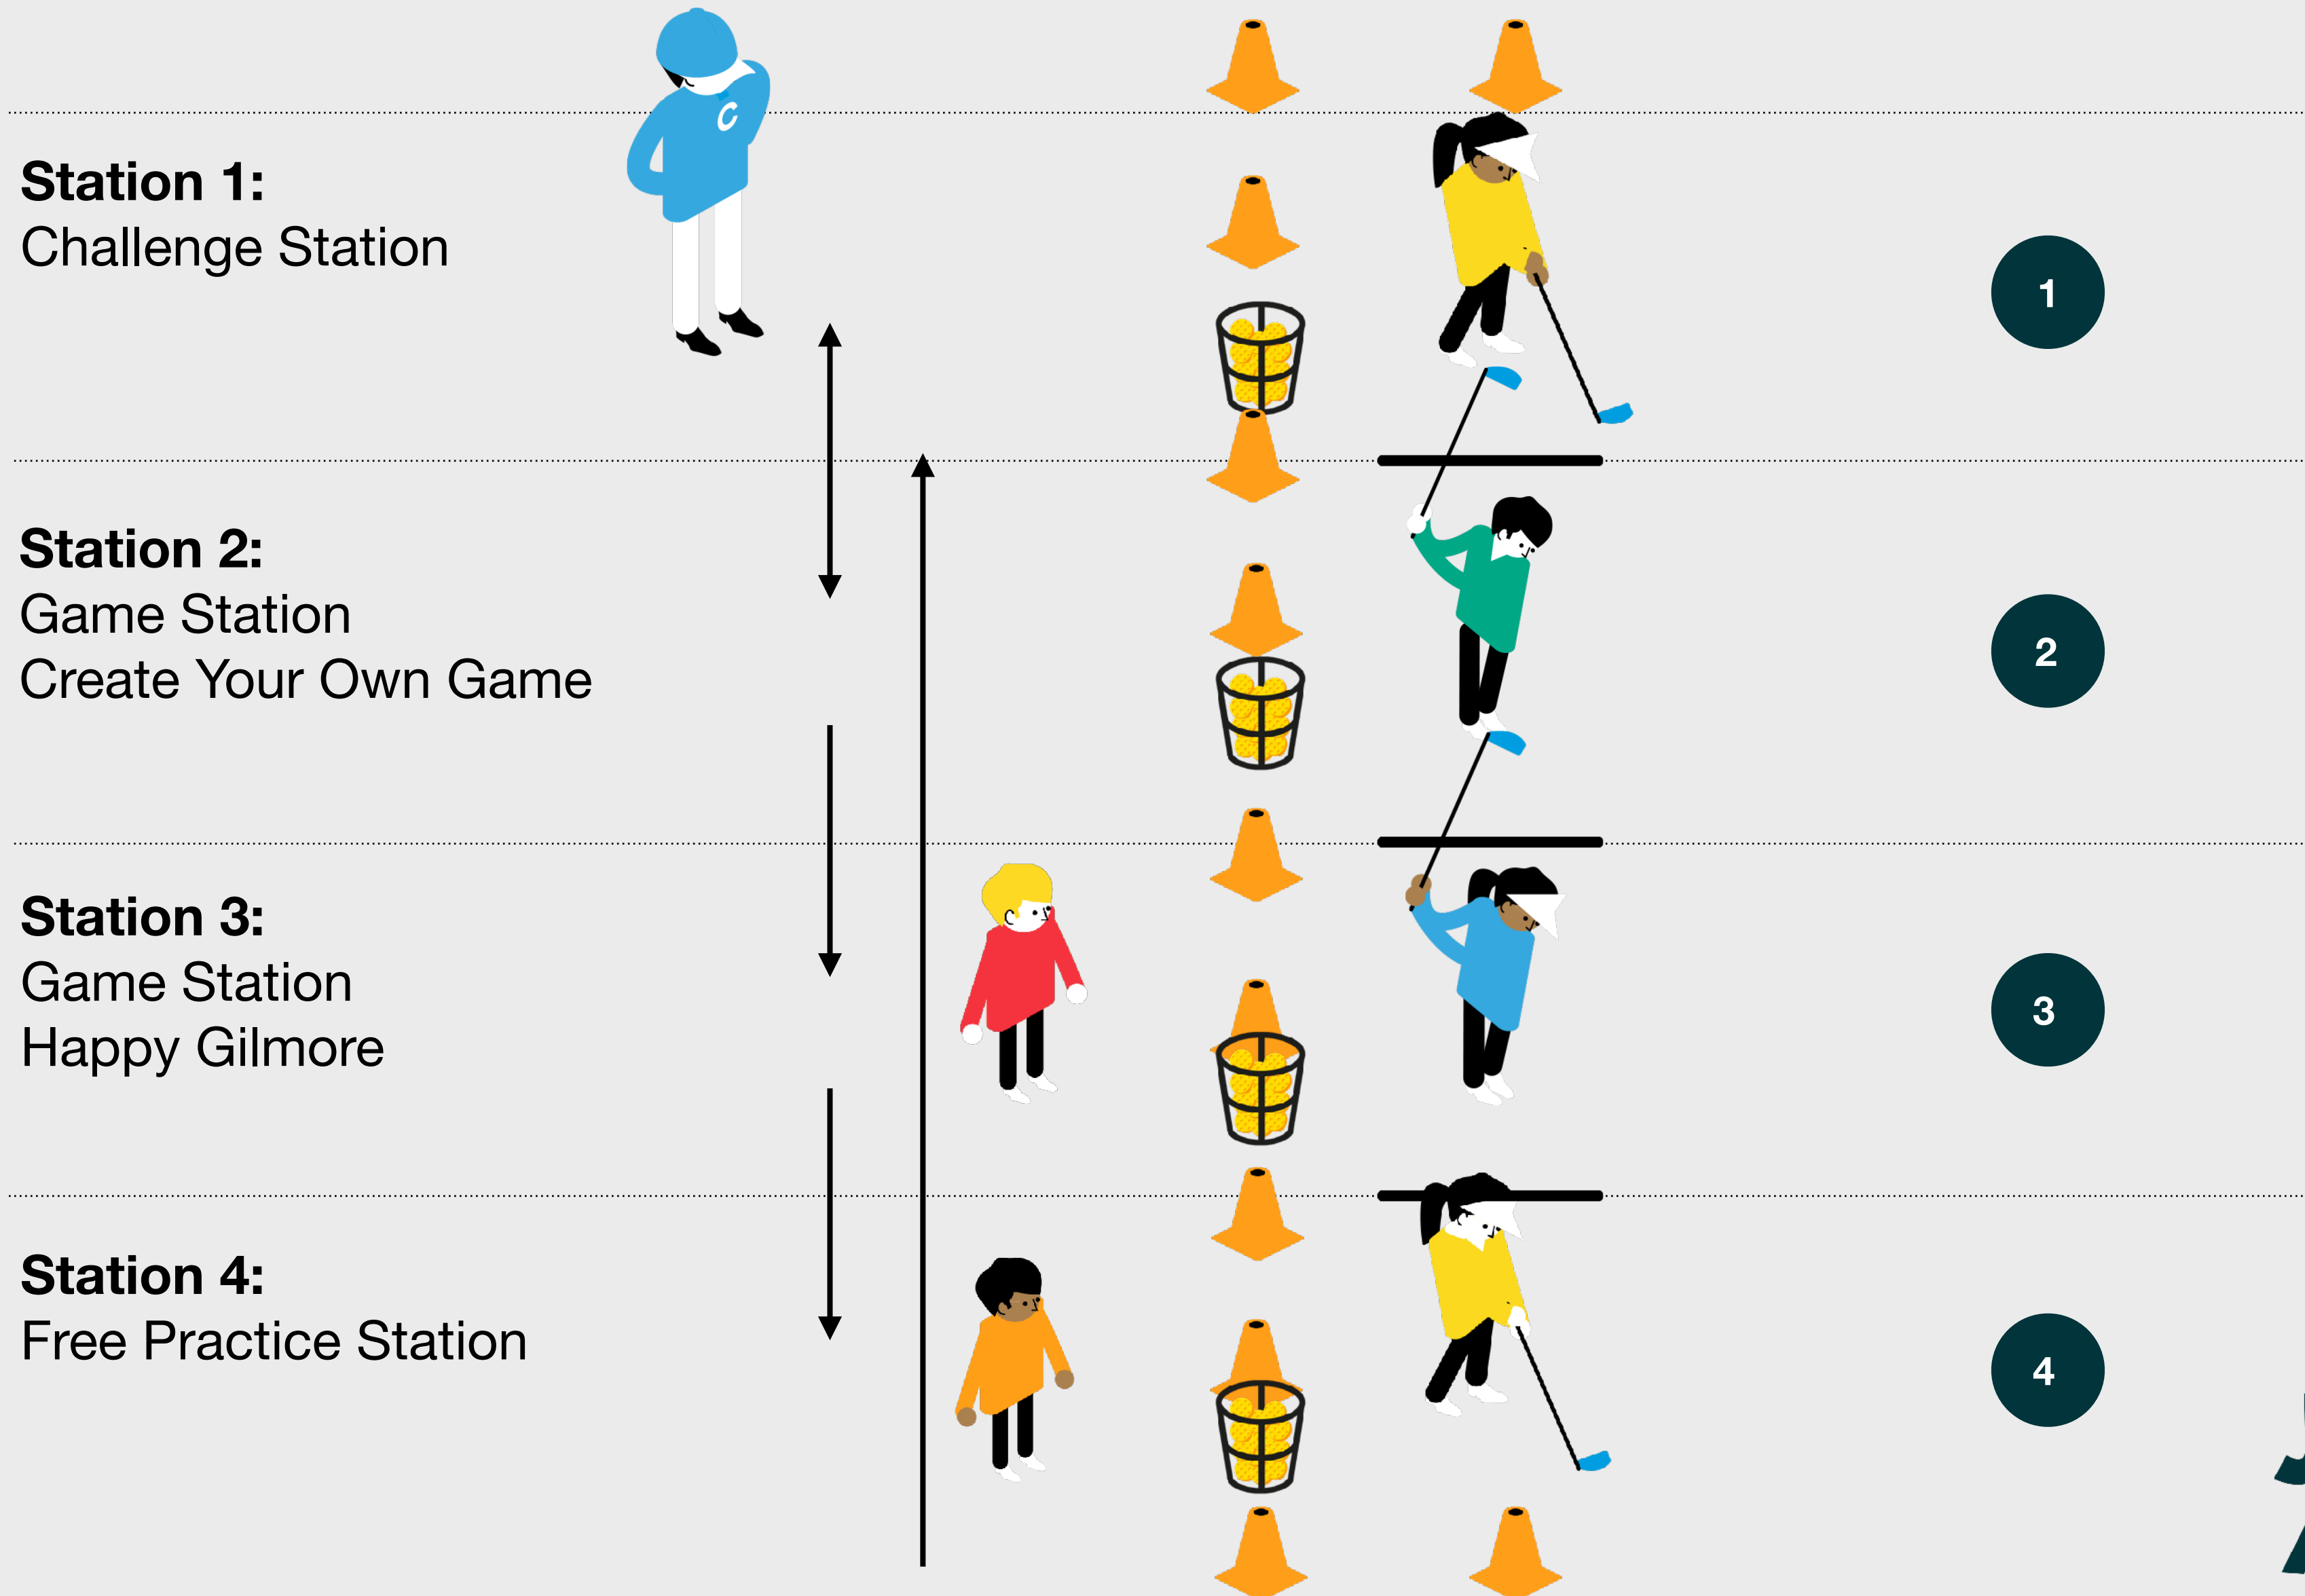 C
Station 1:
Challenge Station
1
Station 2:
Game Station
Create Your Own Game
2
Station 3:
Game Station
Happy Gilmore
3
Station 4:
Free Practice Station
4